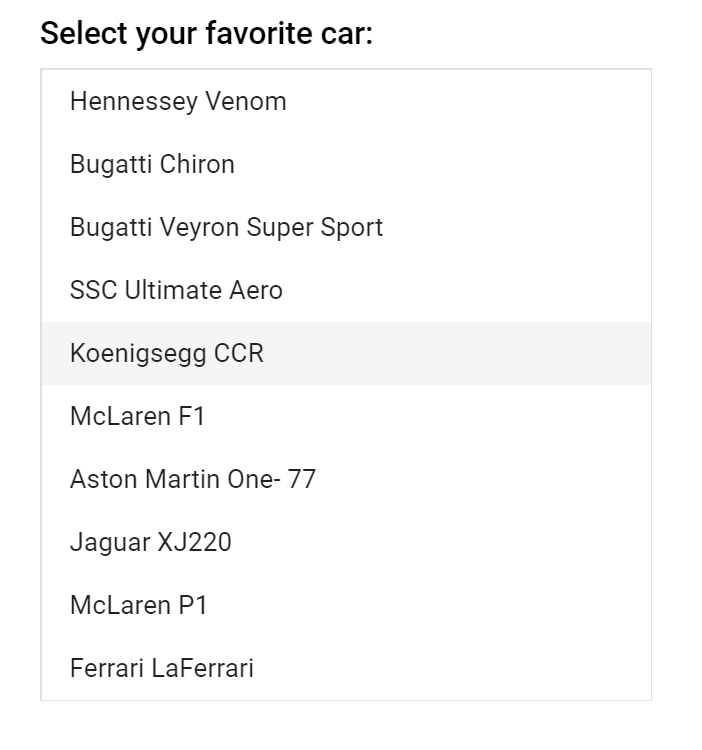 Select your favorite car:
Hennessey Venom
Bugatti Chiron
Bugatti Veyron Super Sport
SSC Ultimate Aero
Koenigsegg CCR
McLaren F1
Aston Martin One- 77
Jaguar XJ220
McLaren P1
Ferrari LaFerrari